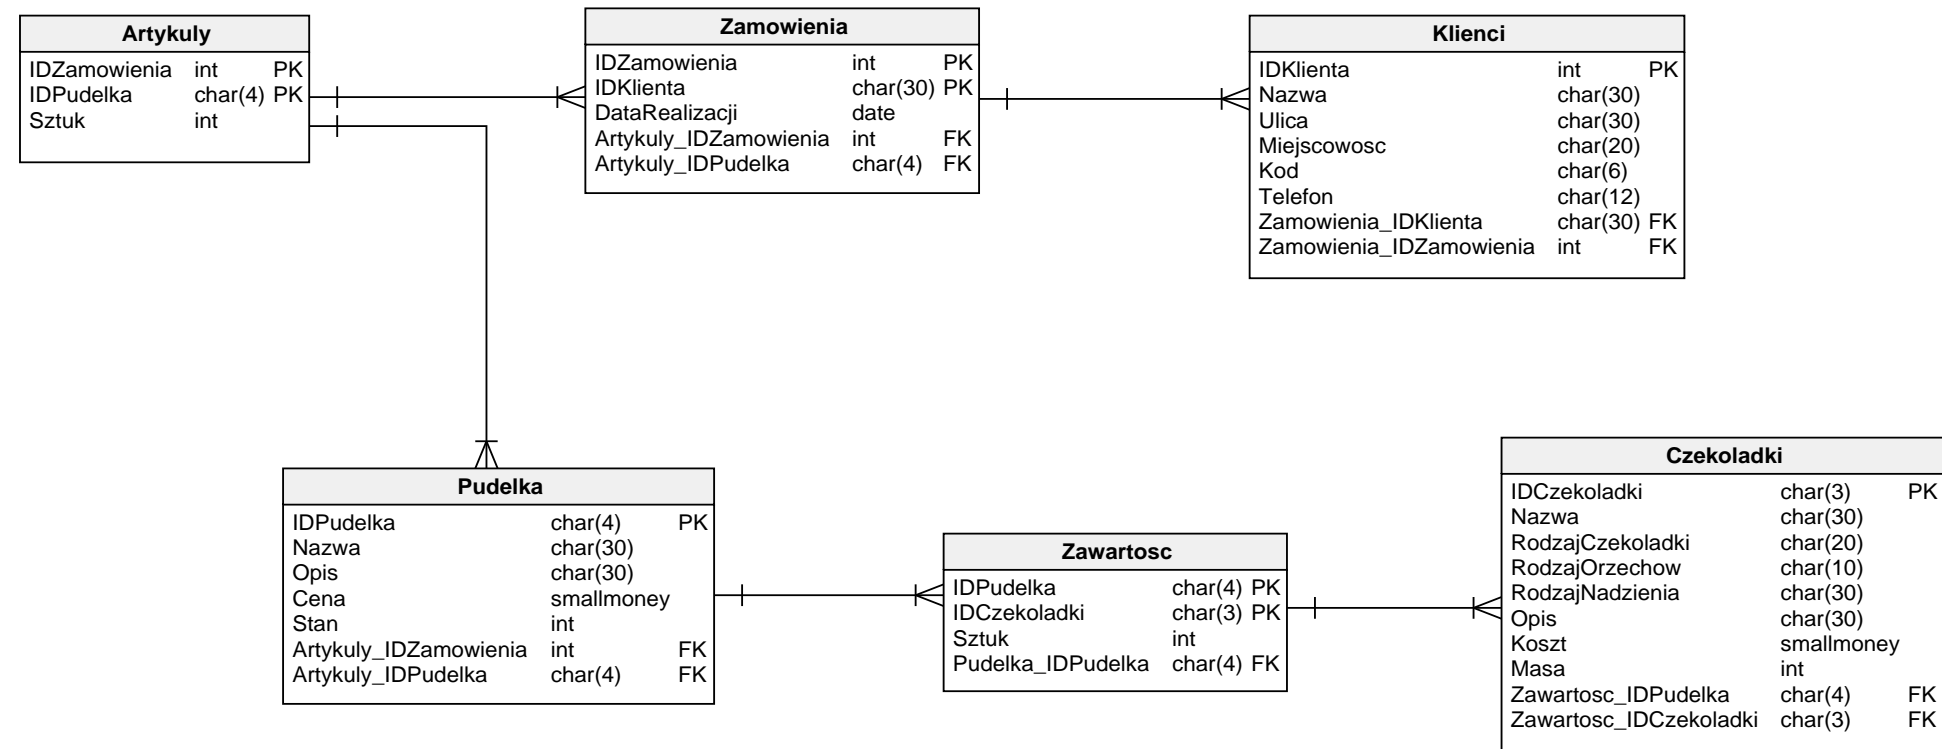 Artykuly
IDZamowienia int PK
IDPudelka char(4) PK
Sztuk int
Zamowienia
IDZamowienia int PK
IDKlienta char(30) PK
DataRealizacji date
Artykuly_IDZamowienia int FK
Artykuly_IDPudelka char(4) FK
Klienci
IDKlienta int PK
Nazwa char(30)
Ulica char(30)
Miejscowosc char(20)
Kod char(6)
Telefon char(12)
Zamowienia_IDKlienta char(30) FK
Zamowienia_IDZamowienia int FK
Pudelka
IDPudelka char(4) PK
Nazwa char(30)
Opis char(30)
Cena smallmoney
Stan int
Artykuly_IDZamowienia int FK
Artykuly_IDPudelka char(4) FK
Zawartosc
IDPudelka char(4) PK
IDCzekoladki char(3) PK
Sztuk int
Pudelka_IDPudelka char(4) FK
Czekoladki
IDCzekoladki char(3) PK
Nazwa char(30)
RodzajCzekoladki char(20)
RodzajOrzechow char(10)
RodzajNadzienia char(30)
Opis char(30)
Koszt smallmoney
Masa int
Zawartosc_IDPudelka char(4) FK
Zawartosc_IDCzekoladki char(3) FK